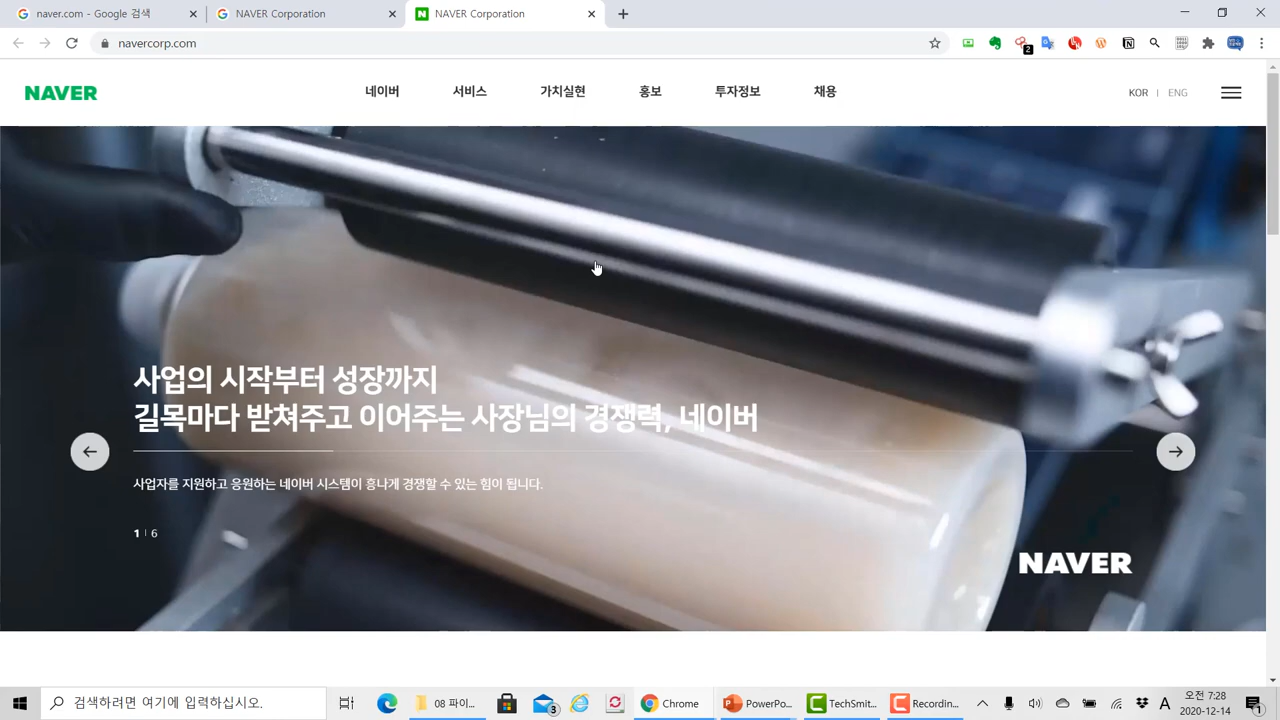 naver.com - Google 검색
NAVER Corporation
NAVER Corporation
navercorp.com
2
NAVER
네이버
서비스
가치실현
홍보
투자정보
채용
KOR | ENG
사업의 시작부터 성장까지
길목마다 받쳐주고 이어주는 사장님의 경쟁력, 네이버
사업자를 지원하고 응원하는 네이버 시스템이 흥나게 경쟁할 수 있는 힘이 됩니다.
1 | 6
NAVER
검색하려면 여기에 입력하십시오.
08 파이...
3
Chrome
PowerPo...
TechSmit...
Recordin...
A
오전 7:28
2020-12-14
1